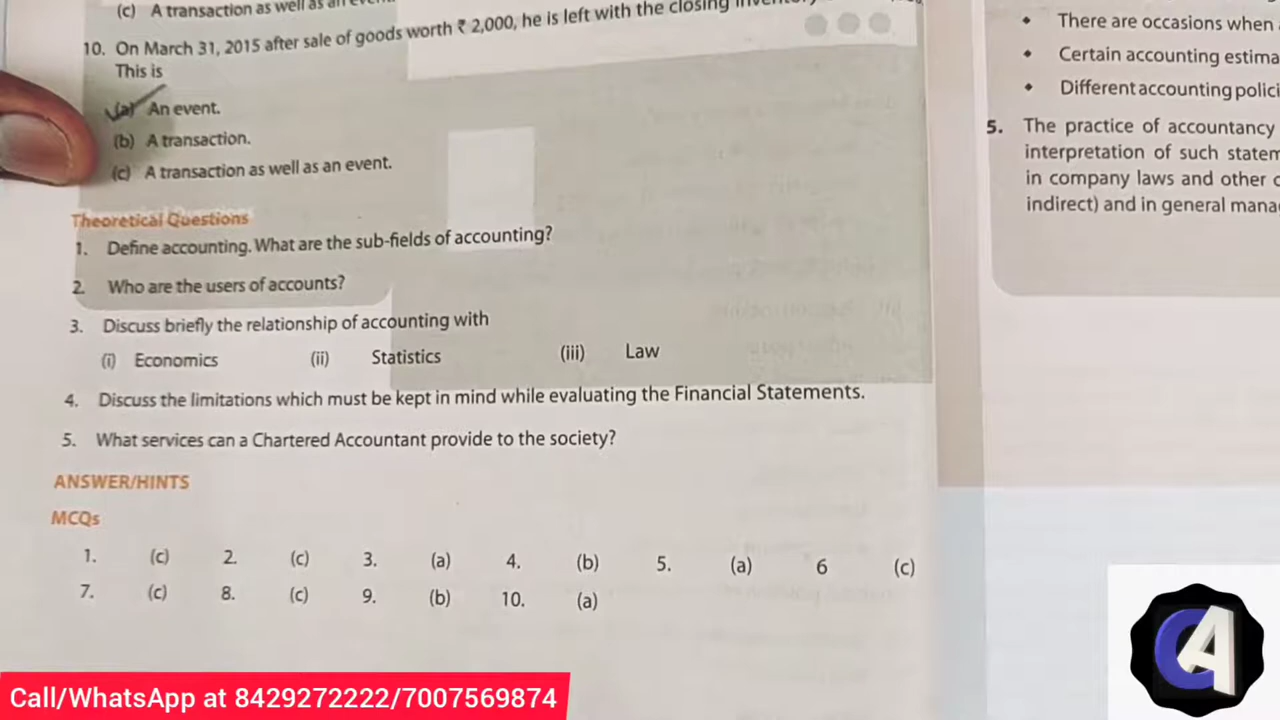 (c) A transaction as well as an event.
10. On March 31, 2015 after sale of goods worth ₹ 2,000, he is left with the closing
This is
(a) An event.
(b) A transaction.
(c) A transaction as well as an event.
Theoretical Questions
1. Define accounting. What are the sub-fields of accounting?
2. Who are the users of accounts?
3. Discuss briefly the relationship of accounting with
(i) Economics (ii) Statistics (iii) Law
4. Discuss the limitations which must be kept in mind while evaluating the Financial Statements.
5. What services can a Chartered Accountant provide to the society?
ANSWER/HINTS
MCQs
1. (c) 2. (c) 3. (a) 4. (b) 5. (a) 6 (c)
7. (c) 8. (c) 9. (b) 10. (a)
• There are occasions when
• Certain accounting estima
• Different accounting polici
5. The practice of accountancy
interpretation of such statem
in company laws and other
indirect) and in general mana
CA
Call/WhatsApp at 8429272222/7007569874